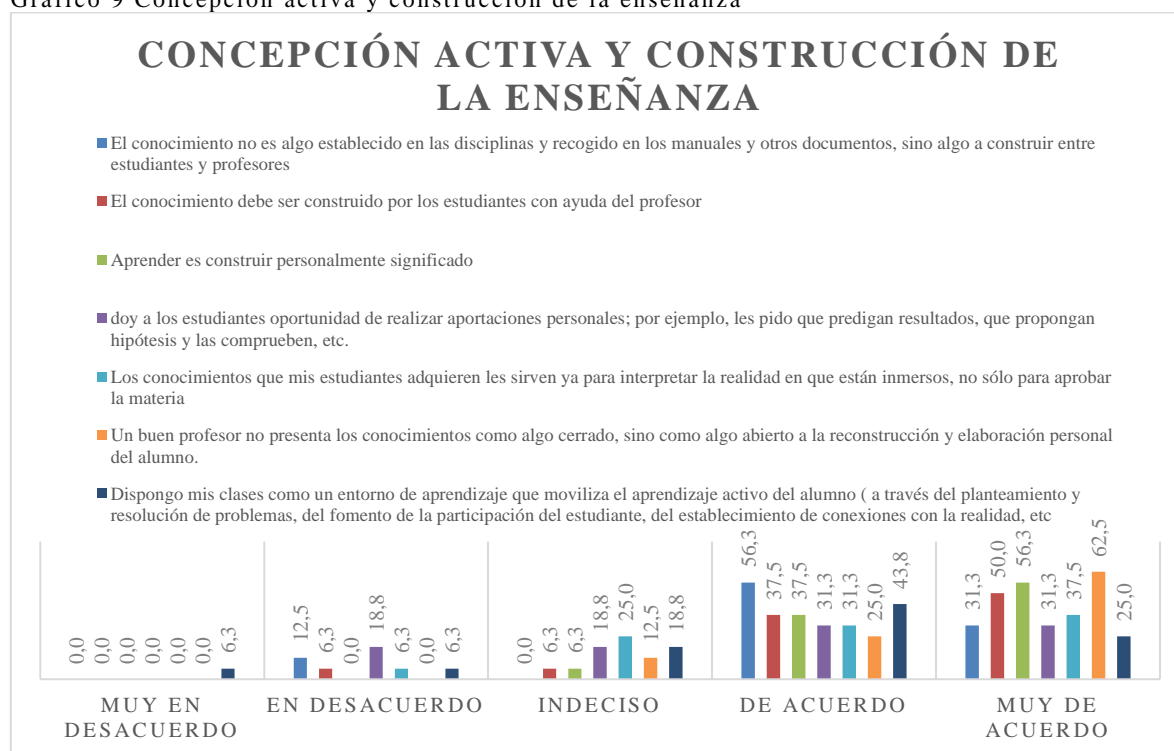 Gráfico 9 Concepción activa y construcción de la enseñanza
CONCEPCIÓN ACTIVA Y CONSTRUCCIÓN DE
LA ENSEÑANZA
El conocimiento no es algo establecido en las disciplinas y recogido en los manuales y otros documentos, sino algo a construir entre
estudiantes y profesores
El conocimiento debe ser construido por los estudiantes con ayuda del profesor
Aprender es construir personalmente significado
doy a los estudiantes oportunidad de realizar aportaciones personales; por ejemplo, les pido que predigan resultados, que propongan
hipótesis y las comprueben, etc.
Los conocimientos que mis estudiantes adquieren les sirven ya para interpretar la realidad en que están inmersos, no sólo para aprobar
la materia
Un buen profesor no presenta los conocimientos como algo cerrado, sino como algo abierto a la reconstrucción y elaboración personal
del alumno.
Dispongo mis clases como un entorno de aprendizaje que moviliza el aprendizaje activo del alumno ( a través del planteamiento y
resolución de problemas, del fomento de la participación del estudiante, del establecimiento de conexiones con la realidad, etc
0,0
0,0
0,0
0,0
0,0
0,0
6,3
12,5
6,3
0,0
18,8
6,3
0,0
6,3
0,0
6,3
6,3
18,8
25,0
12,5
18,8
56,3
37,5
37,5
31,3
31,3
25,0
43,8
31,3
50,0
56,3
31,3
37,5
62,5
25,0
MUY EN
DESACUERDO
EN DESACUERDO
INDECISO
DE ACUERDO
MUY DE
ACUERDO